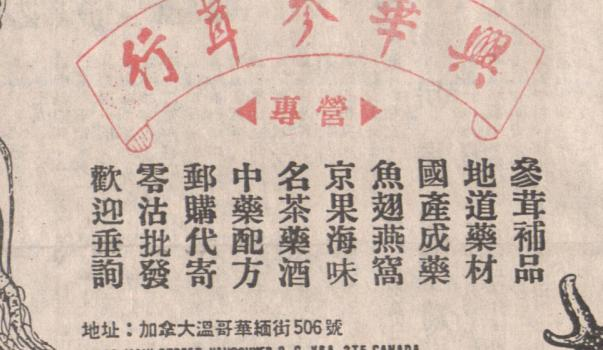 興華參茸行
專營
參茸補品
地道藥材
國產成藥
魚翅燕窩
京果海味
名茶藥酒
中藥配方
郵購代寄
零沽批發
歡迎垂詢
地址：加拿大溫哥華緬街506號